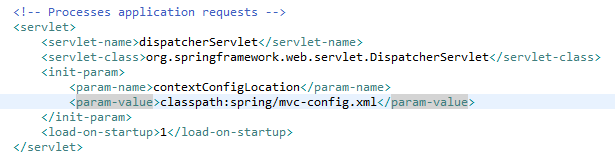 <!-- Processes application requests -->
<servlet>
<servlet-name>dispatcherServlet</servlet-name>
<servlet-class>org.springframework.web.servlet.DispatcherServlet</servlet-class>
<init-param>
<param-name>contextConfigLocation</param-name>
<param-value>classpath:spring/mvc-config.xml</param-value>
</init-param>
<load-on-startup>1</load-on-startup>
</servlet>